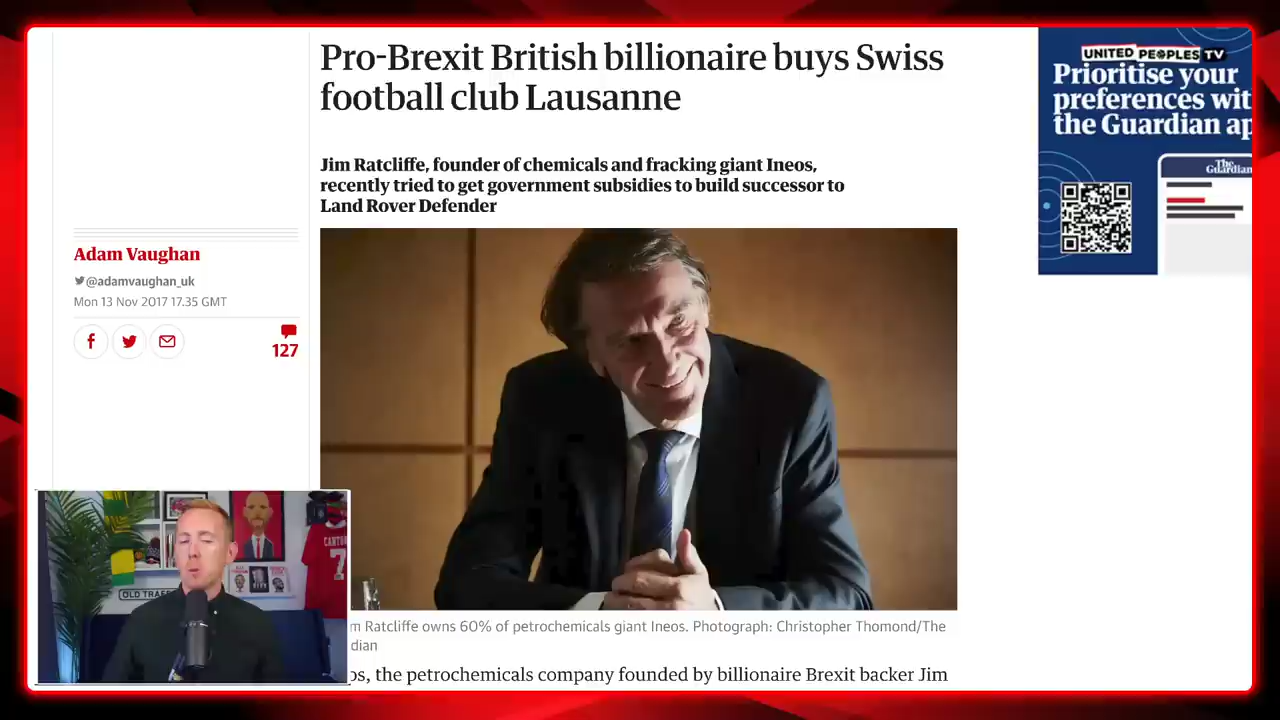 Pro-Brexit British billionaire buys Swiss
football club Lausanne
Jim Ratcliffe, founder of chemicals and fracking giant Ineos,
recently tried to get government subsidies to build successor to
Land Rover Defender
Adam Vaughan
@adamvaughan_uk
Mon 13 Nov 2017 17.35 GMT
127
UNITED PEOPLES TV
Prioritise your
preferences wit
the Guardian ap
The
Guardian
CANTO
7
OLD TRAFF
m Ratcliffe owns 60% of petrochemicals giant Ineos. Photograph: Christopher Thomond/The
dian
os, the petrochemicals company founded by billionaire Brexit backer Jim